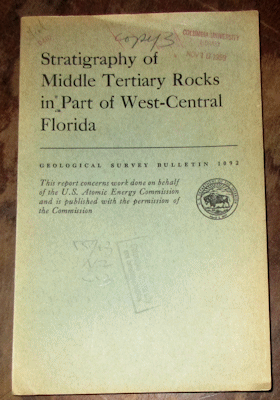 copy 3
COLUMBIA UNIVERSITY
Stratigraphy of
Middle Tertiary Rocks
in Part of West-Central
Florida
GEOLOGICAL SURVEY BULLETIN 1092
This report concerns work done on behalf
of the U.S. Atomic Energy Commission
and is published with the permission of
the Commission